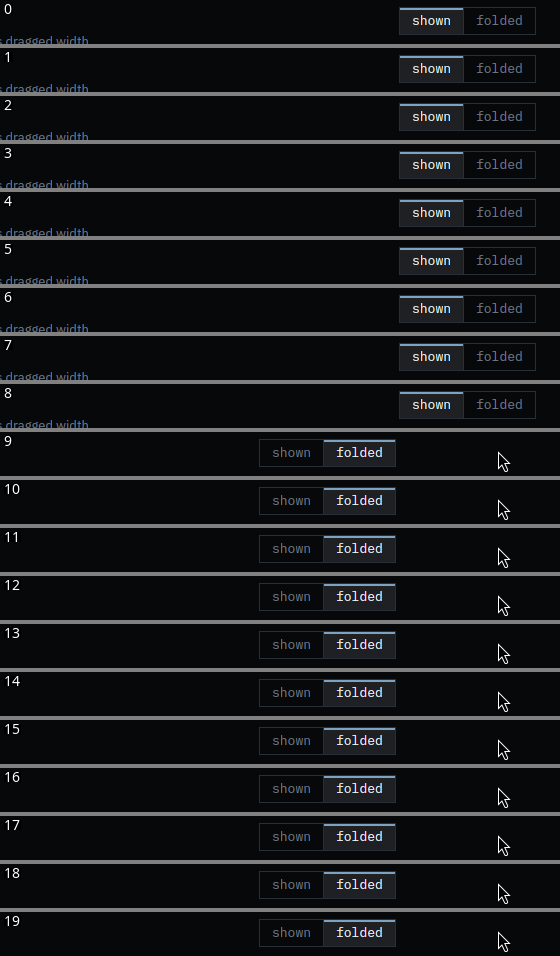 0 shown folded
s dragged width
1 shown folded
s dragged width
2 shown folded
s dragged width
3 shown folded
s dragged width
4 shown folded
s dragged width
5 shown folded
s dragged width
6 shown folded
s dragged width
7 shown folded
s dragged width
8 shown folded
s dragged width
9 shown folded
10 shown folded
11 shown folded
12 shown folded
13 shown folded
14 shown folded
15 shown folded
16 shown folded
17 shown folded
18 shown folded
19 shown folded